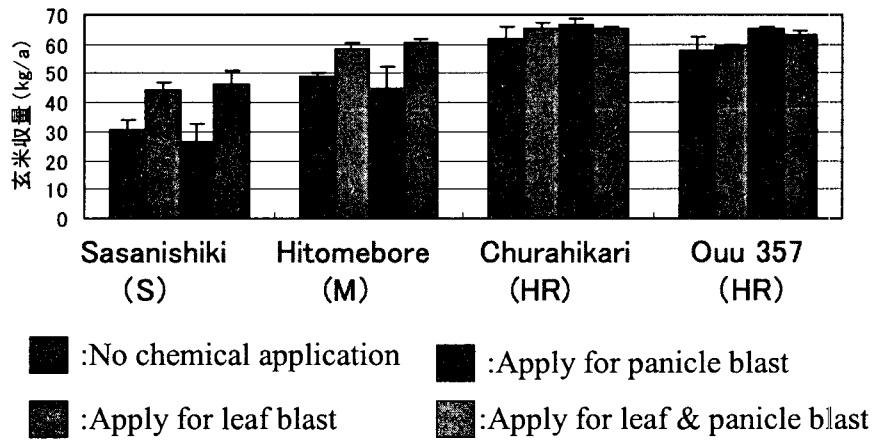 玄米収量(kg/a)
70
60
50
40
30
20
10
0
Sasanishiki Hitomebore Churahikari Ouu 357
(S) (M) (HR) (HR)
:No chemical application :Apply for panicle blast
:Apply for leaf blast :Apply for leaf & panicle blast